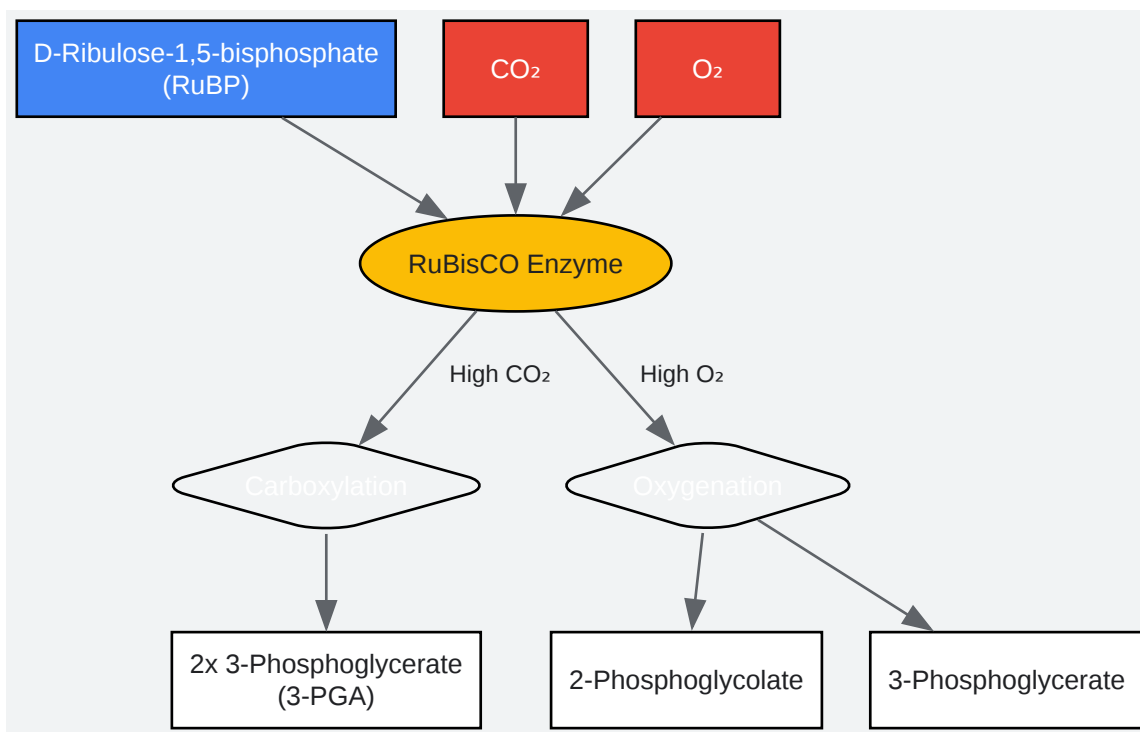 D-Ribulose-1,5-bisphosphate
(RuBP)
CO₂
O₂
RuBisCO Enzyme
High CO₂
High O₂
Carboxylation
Oxygenation
2x 3-Phosphoglycerate
(3-PGA)
2-Phosphoglycolate
3-Phosphoglycerate